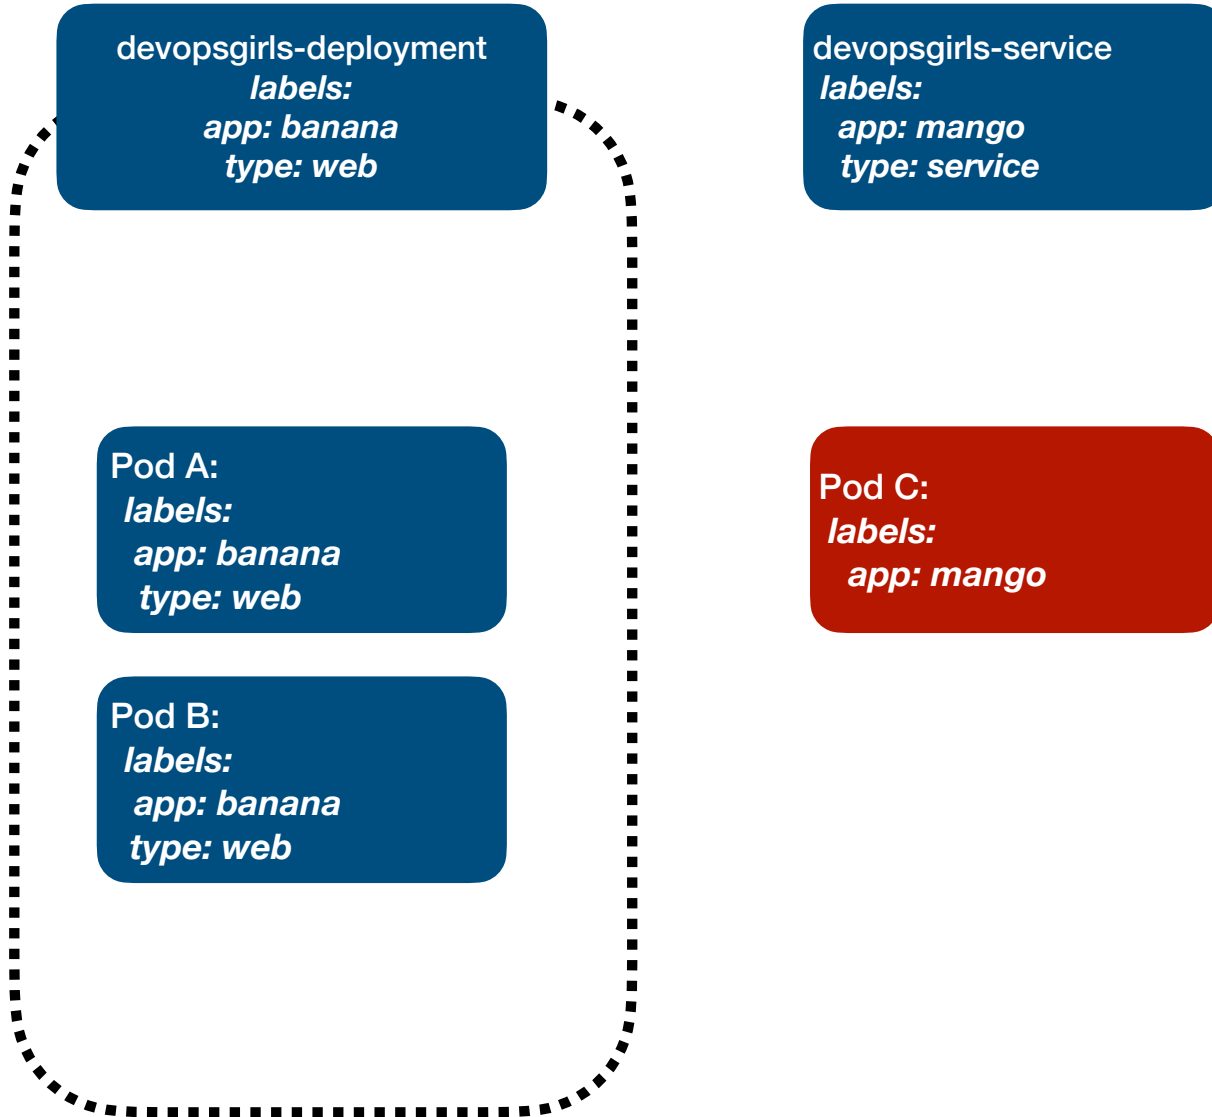 devopsgirls-deployment
labels:
app: banana
type: web
devopsgirls-service
labels:
app: mango
type: service
Pod A:
labels:
app: banana
type: web
Pod C:
labels:
app: mango
Pod B:
labels:
app: banana
type: web